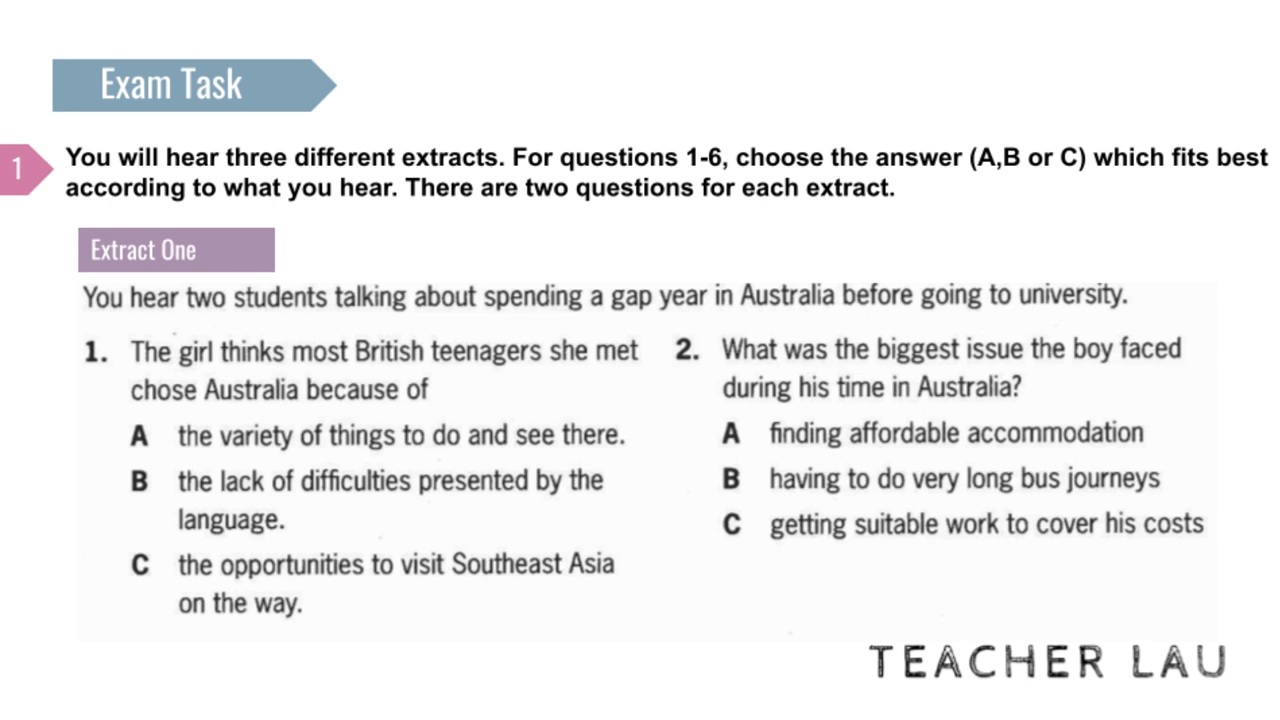 Exam Task
1
You will hear three different extracts. For questions 1-6, choose the answer (A,B or C) which fits best
according to what you hear. There are two questions for each extract.
Extract One
You hear two students talking about spending a gap year in Australia before going to university.
1. The girl thinks most British teenagers she met
chose Australia because of
A the variety of things to do and see there.
B the lack of difficulties presented by the
language.
C the opportunities to visit Southeast Asia
on the way.
2. What was the biggest issue the boy faced
during his time in Australia?
A finding affordable accommodation
B having to do very long bus journeys
C getting suitable work to cover his costs
TEACHER LAU